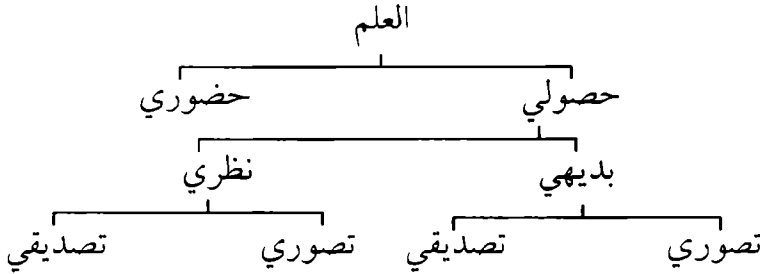 العلم
حصولي حضوري
بديهي نظري
تصوري تصديقي تصوري تصديقي